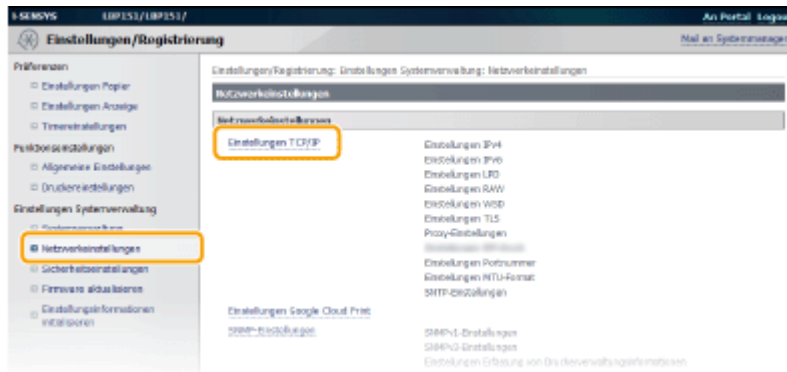 i-SENSYS LBP151/LBP151/ An Portal Logou
Einstellungen/Registrierung Mail an Systemmanager
Präferenzen
Einstellungen Papier
Einstellungen Anzeige
Timereinstellungen
Funktionseinstellungen
Allgemeine Einstellungen
Druckereinstellungen
Einstellungen Systemverwaltung
Systemverwaltung
Netzwerkeinstellungen
Sicherheitseinstellungen
Firmware aktualisieren
Einstellungsinformationen
initialisieren
Einstellungen/Registrierung: Einstellungen Systemverwaltung: Netzwerkeinstellungen
Netzwerkeinstellungen
Netzwerkeinstellungen
Einstellungen TCP/IP
Einstellungen IPv4
Einstellungen IPv6
Einstellungen LPD
Einstellungen RAW
Einstellungen WSD
Einstellungen TLS
Proxy-Einstellungen
Einstellungen Portnummer
Einstellungen MTU-Format
SNTP-Einstellungen
Einstellungen Google Cloud Print
SNMP-Einstellungen
SNMPv1-Einstellungen
SNMPv3-Einstellungen
Einstellungen Erfassung von Druckerverwaltungsinformationen